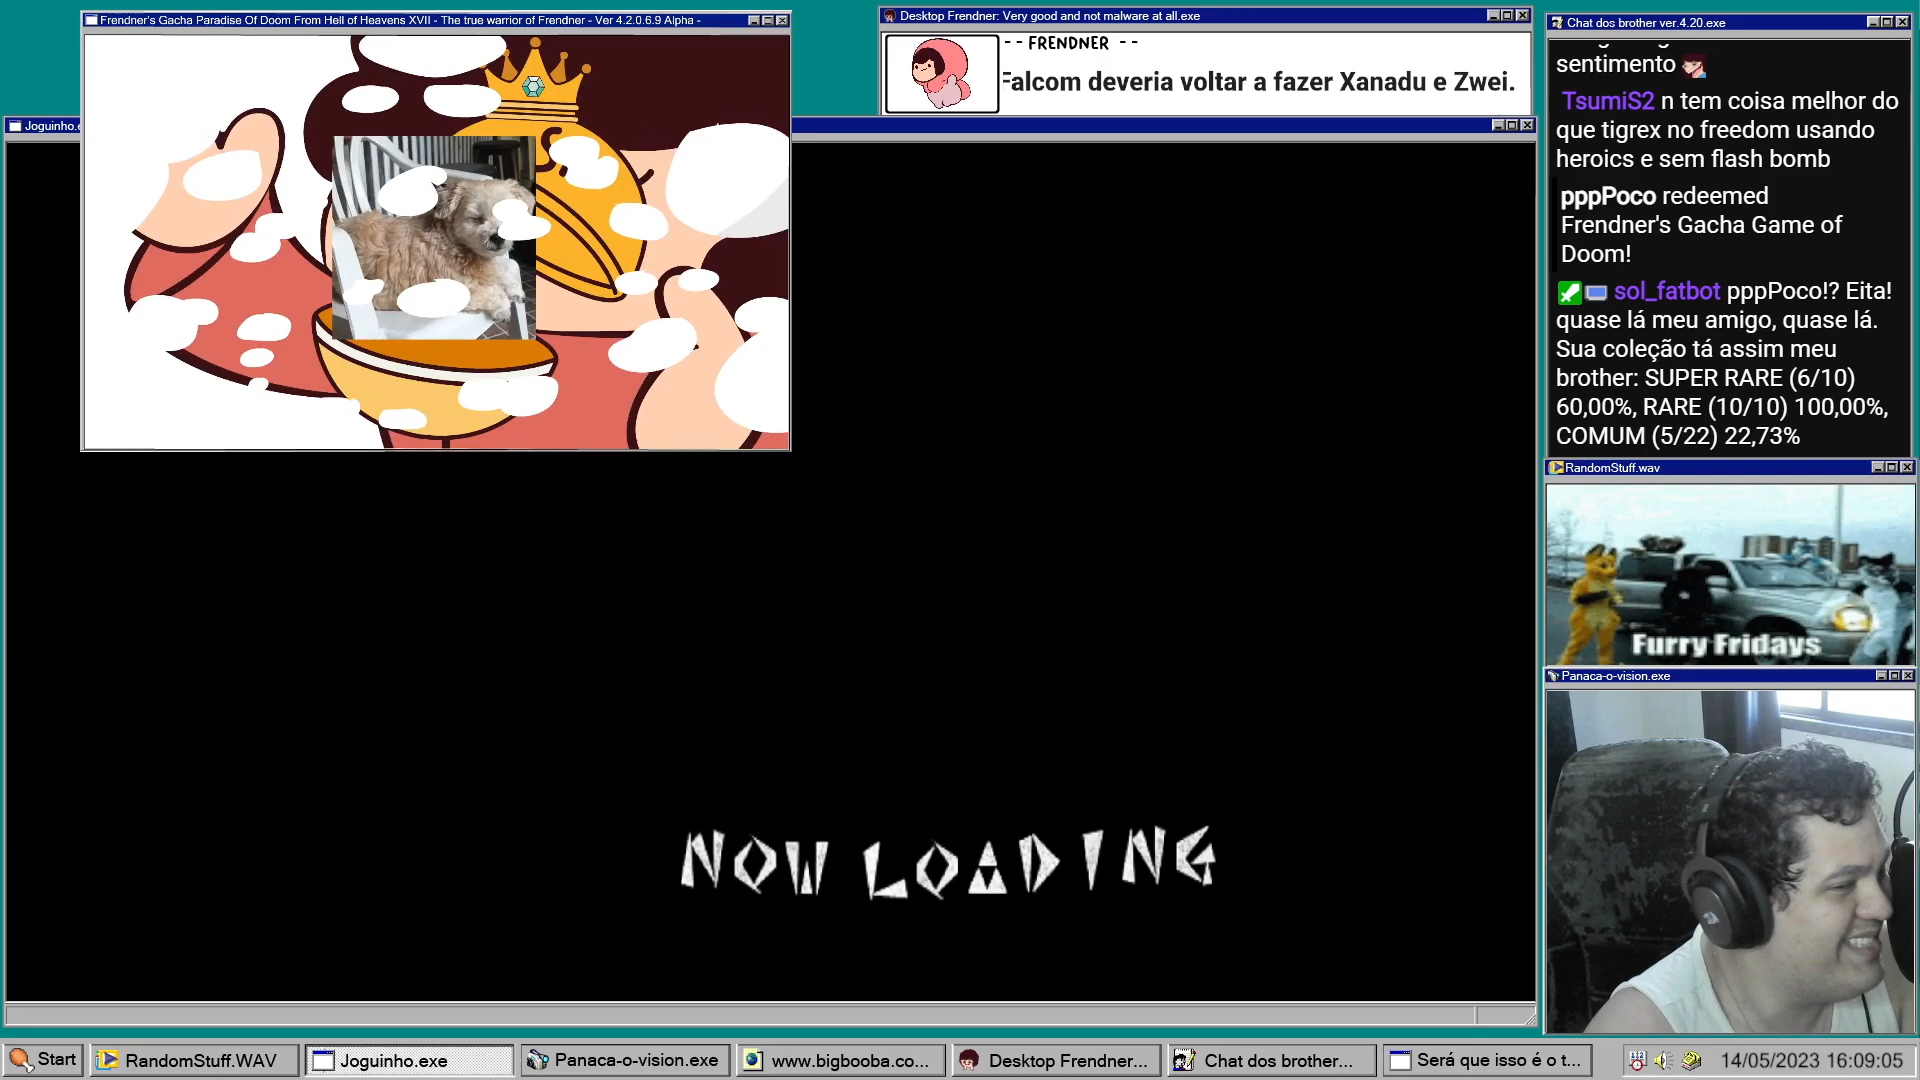 Frendner's Gacha Paradise Of Doom From Hell of Heavens XVII - The true warrior of Frendner - Ver 4.2.0.6.9 Alpha -
Desktop Frendner: Very good and not malware at all.exe
-- FRENDNER --
Falcom deveria voltar a fazer Xanadu e Zwei.
Joguinho.e
Chat dos brother ver.4.20.exe
sentimento
TsumiS2 n tem coisa melhor do
que tigrex no freedom usando
heroics e sem flash bomb
pppPoco redeemed
Frendner's Gacha Game of
Doom!
sol_fatbot pppPoco!? Eita!
quase lá meu amigo, quase lá.
Sua coleção tá assim meu
brother: SUPER RARE (6/10)
60,00%, RARE (10/10) 100,00%,
COMUM (5/22) 22,73%
RandomStuff.wav
Furry Fridays
Panaca-o-vision.exe
NOW LOADING
Start
RandomStuff.WAV
Joguinho.exe
Panaca-o-vision.exe
www.bigbooba.co...
Desktop Frendner...
Chat dos brother...
Será que isso é o t...
14/05/2023 16:09:05